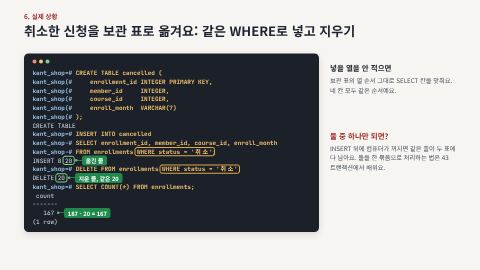 6. 실제 상황
취소한 신청을 보관 표로 옮겨요: 같은 WHERE로 넣고 지우기
kant_shop=# CREATE TABLE cancelled (
kant_shop(#     enrollment_id INTEGER PRIMARY KEY,
kant_shop(#     member_id     INTEGER,
kant_shop(#     course_id     INTEGER,
kant_shop(#     enroll_month  VARCHAR(7)
kant_shop(# );
CREATE TABLE
kant_shop=# INSERT INTO cancelled
kant_shop-# SELECT enrollment_id, member_id, course_id, enroll_month
kant_shop-# FROM enrollments WHERE status = '취소';
INSERT 0 20 옮긴 줄
kant_shop=# DELETE FROM enrollments WHERE status = '취소';
DELETE 20 지운 줄, 같은 20
kant_shop=# SELECT COUNT(*) FROM enrollments;
count
-------
167 187 - 20 = 167
(1 row)
넣을 열을 안 적으면
보관 표의 열 순서 그대로 SELECT 칸을 맞춰요.
네 칸 모두 같은 순서예요.
둘 중 하나만 되면?
INSERT 뒤에 컴퓨터가 꺼지면 같은 줄이 두 표에
다 남아요. 둘을 한 묶음으로 처리하는 법은 43
트랜잭션에서 배워요.